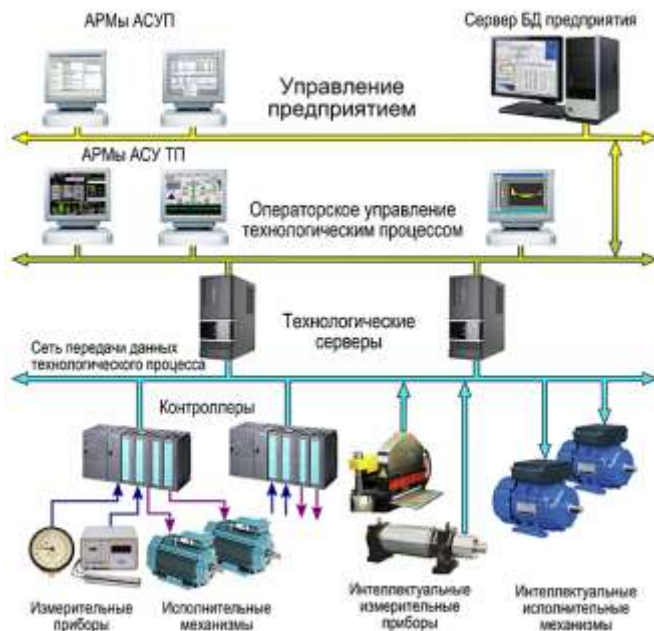 АРМы АСУП
Сервер БД предприятия
Управление
предприятием
АРМы АСУ ТП
Операторское управление
технологическим процессом
Технологические
серверы
Сеть передачи данных
технологического процесса
Контроллеры
Измерительные
приборы
Исполнительные
механизмы
Интеллектуальные
измерительные
приборы
Интеллектуальные
исполнительные
механизмы